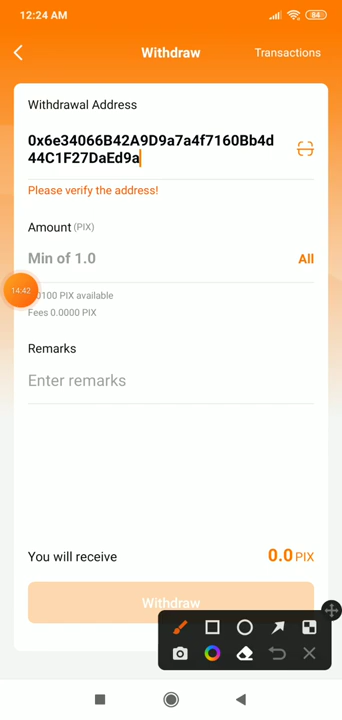 12:24 AM
84
Withdraw
Transactions
Withdrawal Address
0x6e34066B42A9D9a7a4f7160Bb4d
44C1F27DaEd9a
Please verify the address!
Amount (PIX)
Min of 1.0
All
14:42
0100 PIX available
Fees 0.0000 PIX
Remarks
Enter remarks
You will receive
0.0 PIX
Withdraw